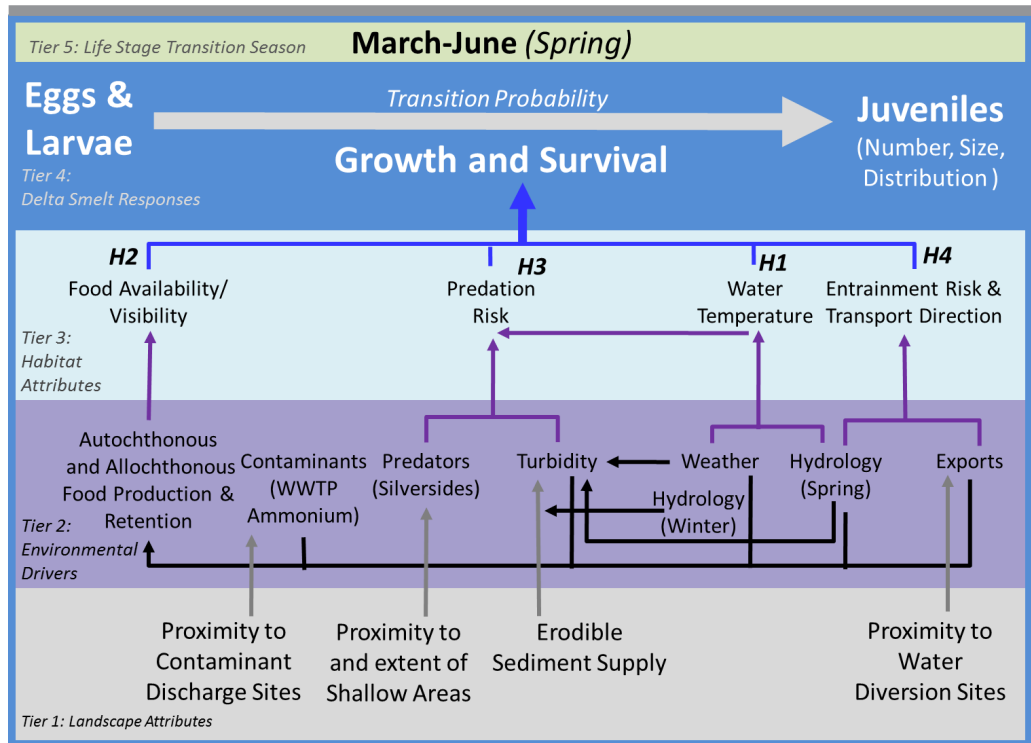 Tier 5: Life Stage Transition Season
March-June (Spring)
Eggs &
Larvae
Transition Probability
Growth and Survival
Juveniles
(Number, Size,
Distribution )
Tier 4:
Delta Smelt Responses
H2
H3
H1
H4
Food Availability/
Visibility
Predation
Risk
Water
Temperature
Entrainment Risk &
Transport Direction
Tier 3:
Habitat
Attributes
Autochthonous
and Allochthonous
Food Production &
Retention
Contaminants
(WWTP
Ammonium)
Predators
(Silversides)
Turbidity
Weather
Hydrology
(Winter)
Hydrology
(Spring)
Exports
Tier 2:
Environmental
Drivers
Proximity to
Contaminant
Discharge Sites
Proximity to
and extent of
Shallow Areas
Erodible
Sediment Supply
Proximity to
Water
Diversion Sites
Tier 1: Landscape Attributes